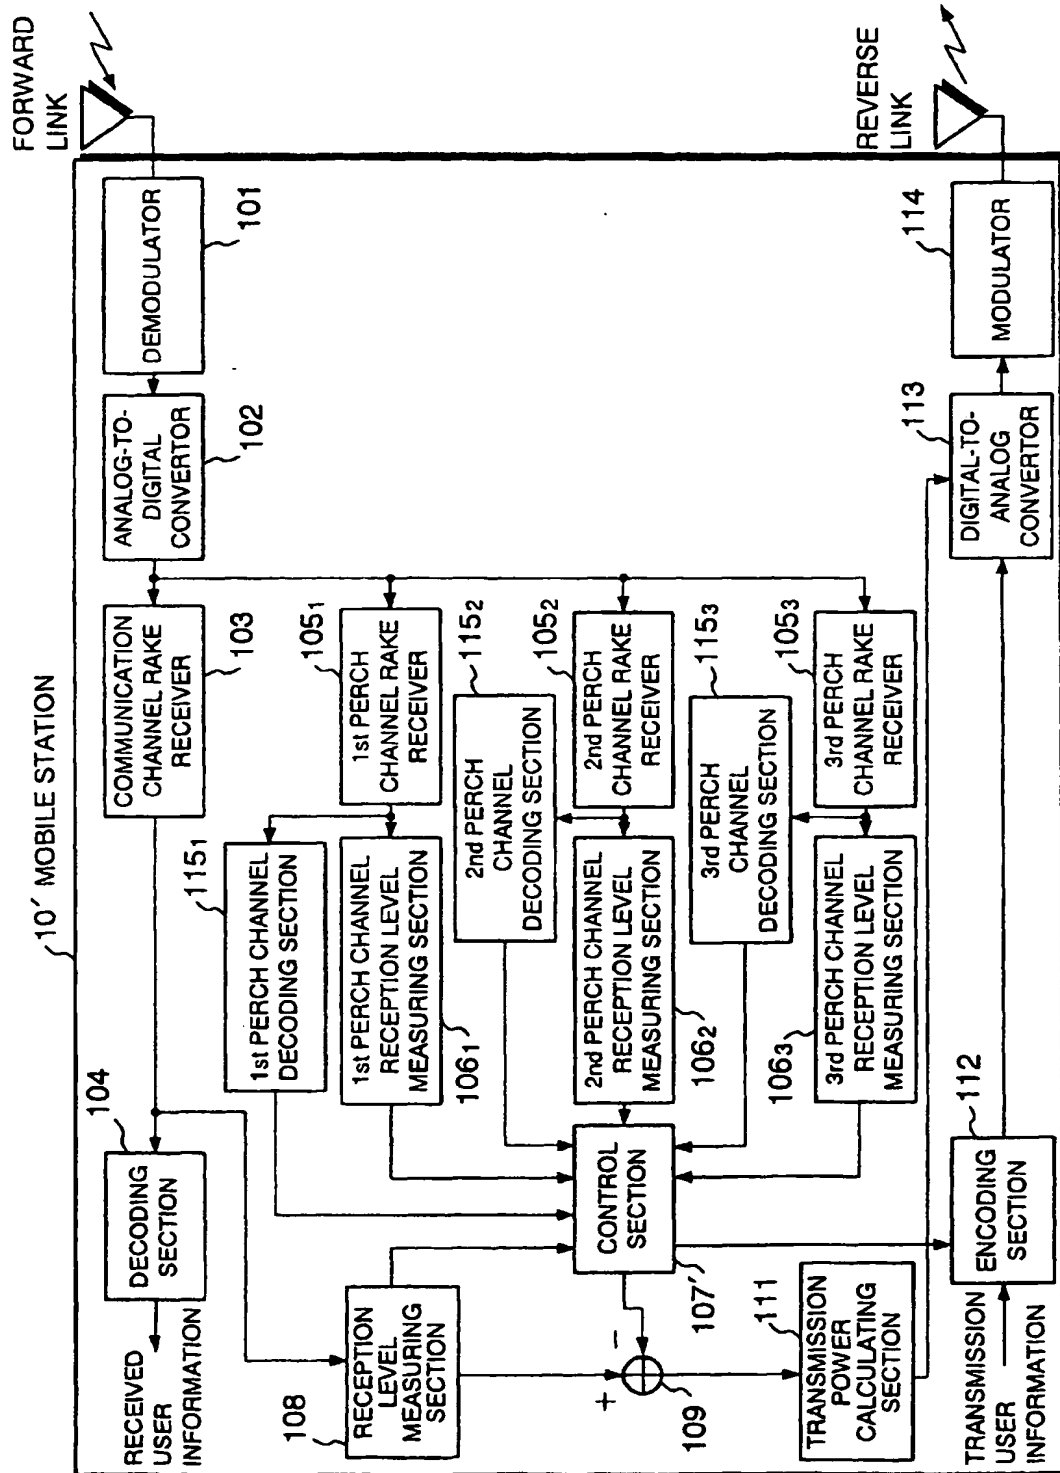 10′ MOBILE STATION
FORWARD
LINK
DEMODULATOR
101
ANALOG-TO-
DIGITAL
CONVERTOR
102
COMMUNICATION
CHANNEL RAKE
RECEIVER
103
104
DECODING
SECTION
RECEIVED
USER
INFORMATION
115₁
1st PERCH CHANNEL
DECODING SECTION
105₁
1st PERCH
CHANNEL RAKE
RECEIVER
1st PERCH CHANNEL
RECEPTION LEVEL
MEASURING SECTION
106₁
115₂
2nd PERCH
CHANNEL
DECODING SECTION
105₂
2nd PERCH
CHANNEL RAKE
RECEIVER
2nd PERCH CHANNEL
RECEPTION LEVEL
MEASURING SECTION
106₂
115₃
3rd PERCH
CHANNEL
DECODING SECTION
105₃
3rd PERCH
CHANNEL RAKE
RECEIVER
3rd PERCH CHANNEL
RECEPTION LEVEL
MEASURING SECTION
106₃
CONTROL
SECTION
107′
RECEPTION
LEVEL
MEASURING
SECTION
108
+
-
109
111
TRANSMISSION
POWER
CALCULATING
SECTION
TRANSMISSION
USER
INFORMATION
ENCODING
SECTION
112
DIGITAL-TO-
ANALOG
CONVERTOR
113
MODULATOR
114
REVERSE
LINK